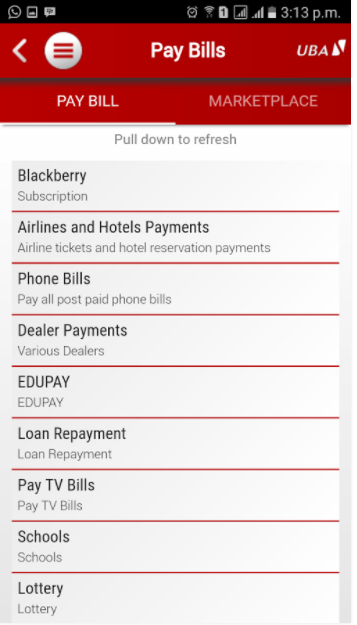 3:13 p.m.
Pay Bills
UBA
PAY BILL
MARKETPLACE
Pull down to refresh
Blackberry
Subscription
Airlines and Hotels Payments
Airline tickets and hotel reservation payments
Phone Bills
Pay all post paid phone bills
Dealer Payments
Various Dealers
EDUPAY
EDUPAY
Loan Repayment
Loan Repayment
Pay TV Bills
Pay TV Bills
Schools
Schools
Lottery
Lottery